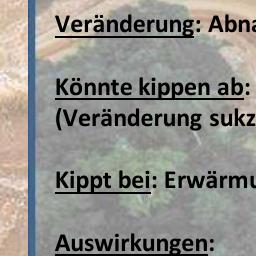 Veränderung: Abna
Könnte kippen ab:
(Veränderung sukz
Kippt bei: Erwärmu
Auswirkungen: